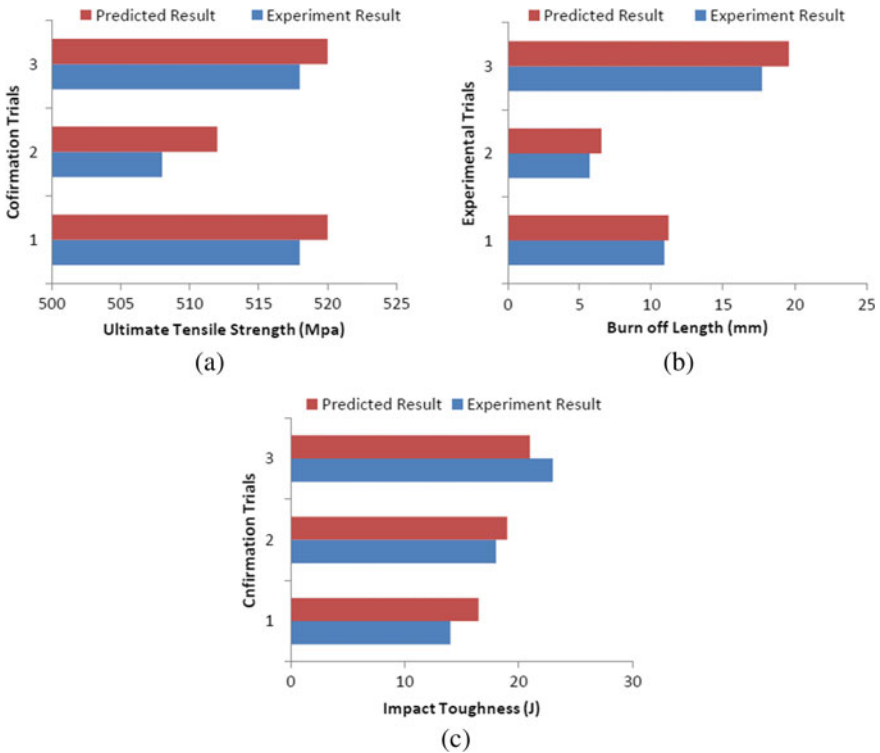 Predicted Result Experiment Result
Cofirmation Trials
3
2
1
500 505 510 515 520 525
Ultimate Tensile Strength (Mpa)
(a)
Predicted Result Experiment Result
Experimental Trials
3
2
1
0 5 10 15 20 25
Burn off Length (mm)
(b)
Predicted Result Experiment Result
Cnfirmation Trials
3
2
1
0 10 20 30
Impact Toughness (J)
(c)